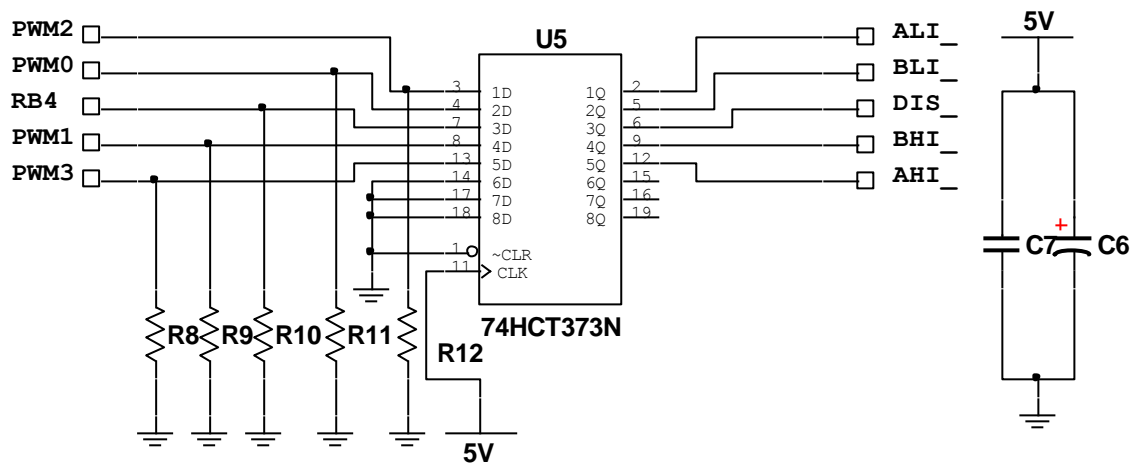 PWM2
PWM0
RB4
PWM1
PWM3
U5
3 1D 1Q 2
4 2D 2Q 5
7 3D 3Q 6
8 4D 4Q 9
13 5D 5Q 12
14 6D 6Q 15
17 7D 7Q 16
18 8D 8Q 19
1 ~CLR
11 CLK
74HCT373N
ALI_
BLI_
DIS_
BHI_
AHI_
5V
+
C7
C6
R8
R9
R10
R11
R12
5V